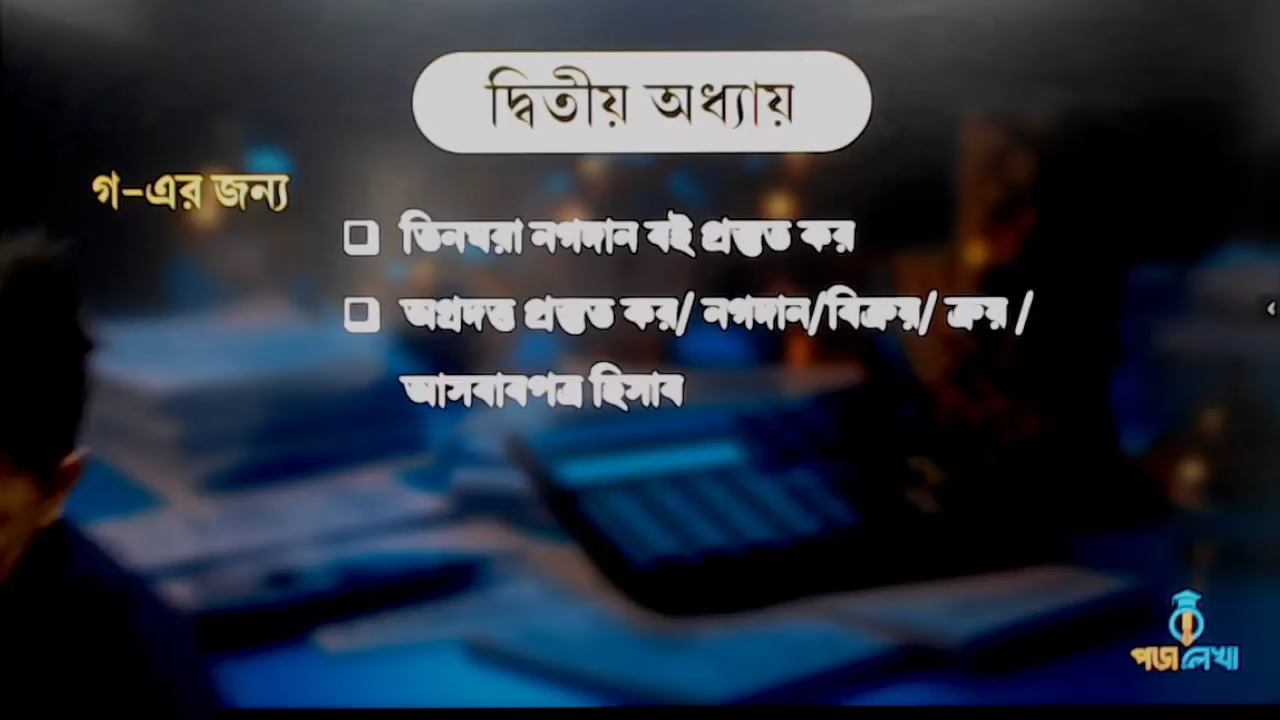 দ্বিতীয় অধ্যায়
গ-এর জন্য
তিনঘরা নগদান বই প্রস্তুত কর
অগ্রদত্ত প্রস্তুত কর/ নগদান/বিক্রয়/ ক্রয় /
আসবাবপত্র হিসাব
পড়ালেখা